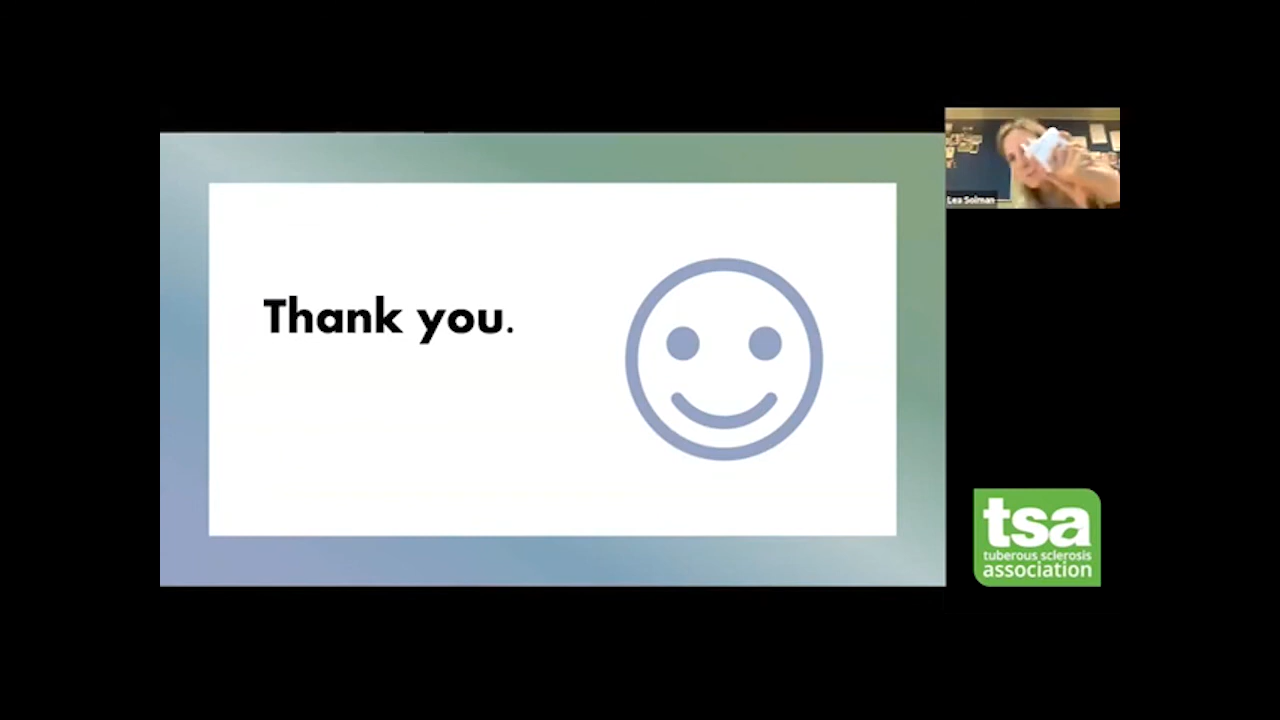 Thank you.
Lea Soiman
tsa
tuberous sclerosis
association